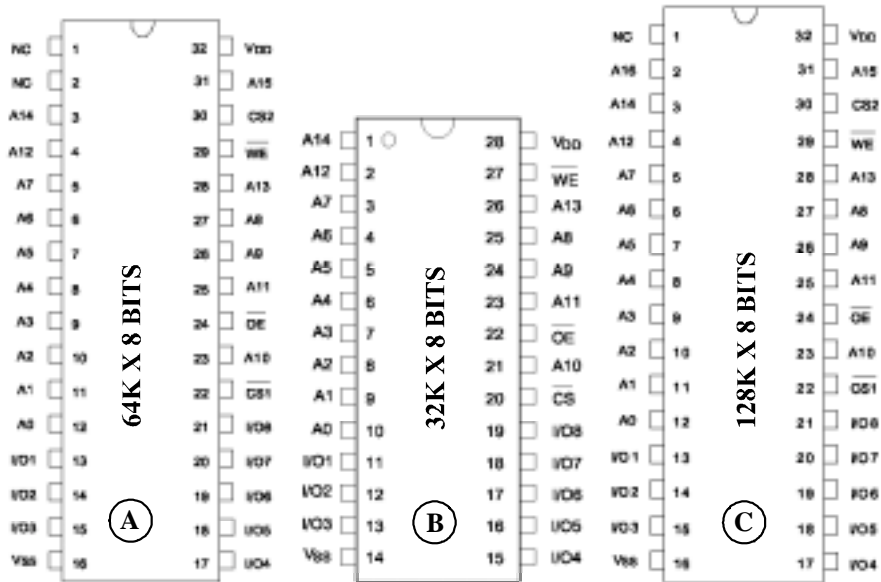 NC 1 32 VDD
NC 2 31 A15
A14 3 30 CS2
A12 4 29 WE
A7 5 28 A13
A6 6 27 A8
A5 7 26 A9
A4 8 25 A11
A3 9 24 OE
A2 10 23 A10
A1 11 22 CS1
A0 12 21 I/O8
I/O1 13 20 I/O7
I/O2 14 19 I/O6
I/O3 15 18 I/O5
VSS 16 17 I/O4
64K X 8 BITS
A
A14 1 28 VDD
A12 2 27 WE
A7 3 26 A13
A6 4 25 A8
A5 5 24 A9
A4 6 23 A11
A3 7 22 OE
A2 8 21 A10
A1 9 20 CS
A0 10 19 I/O8
I/O1 11 18 I/O7
I/O2 12 17 I/O6
I/O3 13 16 I/O5
VSS 14 15 I/O4
32K X 8 BITS
B
NC 1 32 VDD
A16 2 31 A15
A14 3 30 CS2
A12 4 29 WE
A7 5 28 A13
A6 6 27 A8
A5 7 26 A9
A4 8 25 A11
A3 9 24 OE
A2 10 23 A10
A1 11 22 CS1
A0 12 21 I/O8
I/O1 13 20 I/O7
I/O2 14 19 I/O6
I/O3 15 18 I/O5
VSS 16 17 I/O4
128K X 8 BITS
C